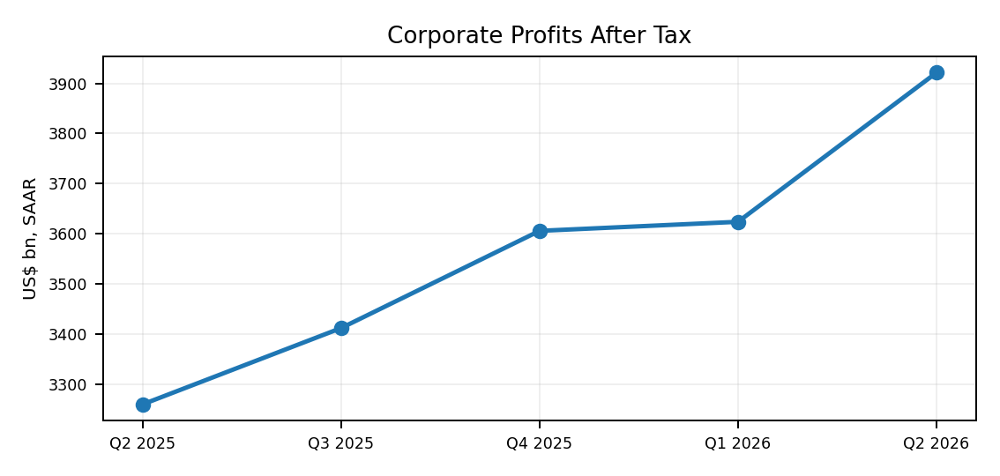 Corporate Profits After Tax
US$ bn, SAAR
3900
3800
3700
3600
3500
3400
3300
Q2 2025
Q3 2025
Q4 2025
Q1 2026
Q2 2026